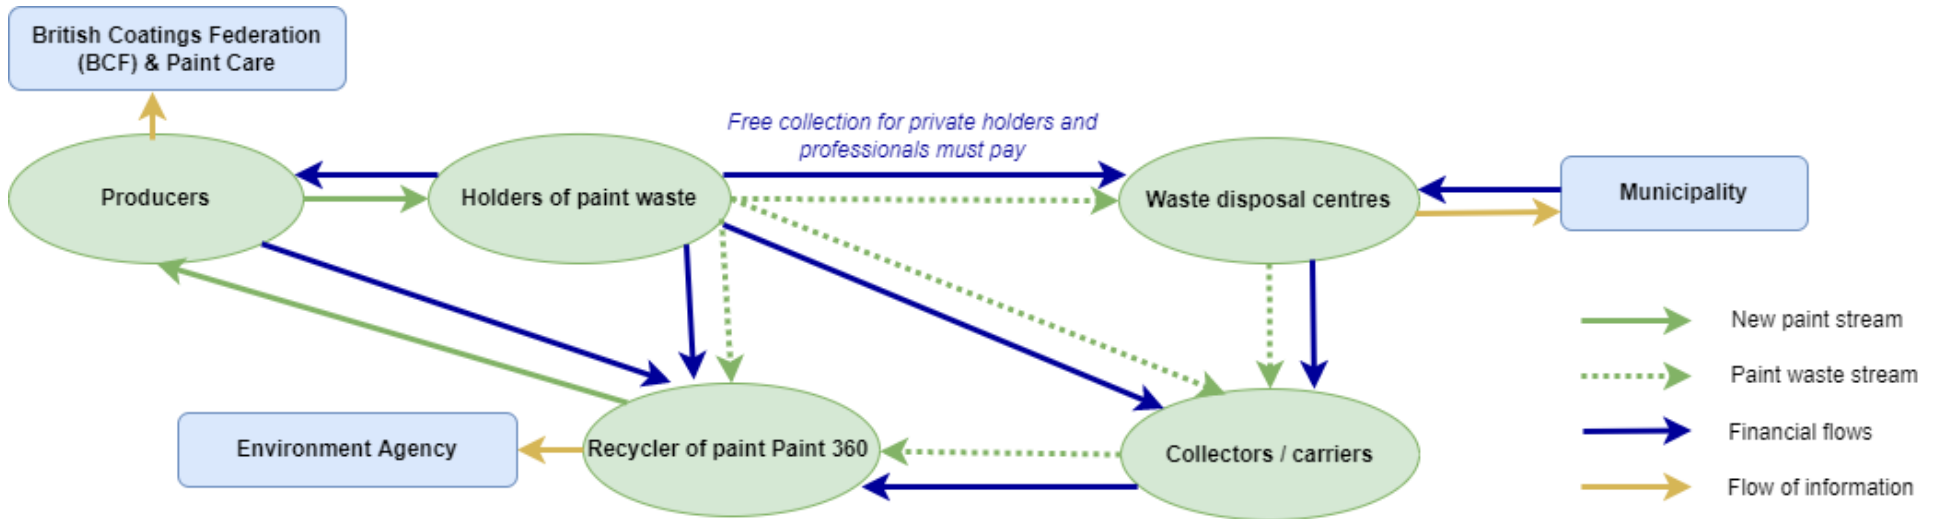 British Coatings Federation
(BCF) & Paint Care
Free collection for private holders and
professionals must pay
Producers
Holders of paint waste
Waste disposal centres
Municipality
New paint stream
Paint waste stream
Environment Agency
Recycler of paint Paint 360
Collectors / carriers
Financial flows
Flow of information